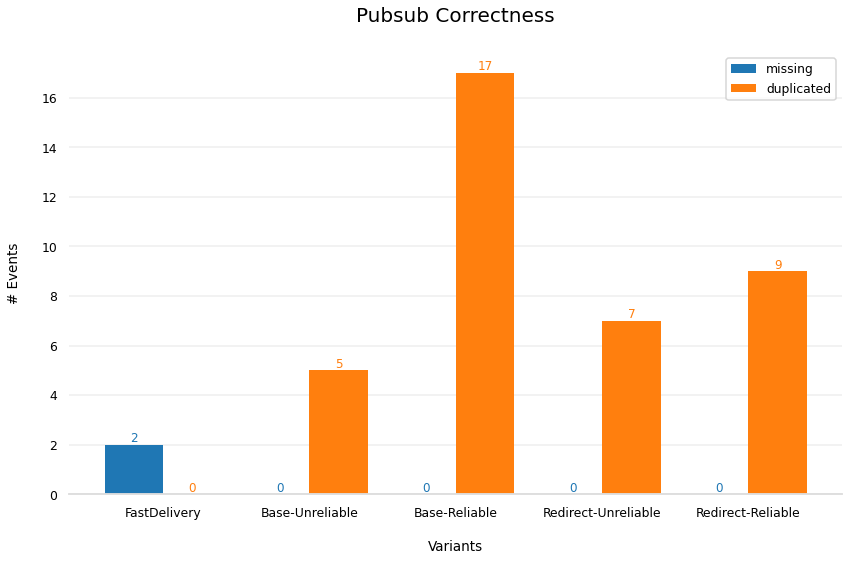 Pubsub Correctness
missing
duplicated
# Events
16
14
12
10
8
6
4
2
0
2
0
0
5
0
17
0
7
0
9
FastDelivery
Base-Unreliable
Base-Reliable
Redirect-Unreliable
Redirect-Reliable
Variants